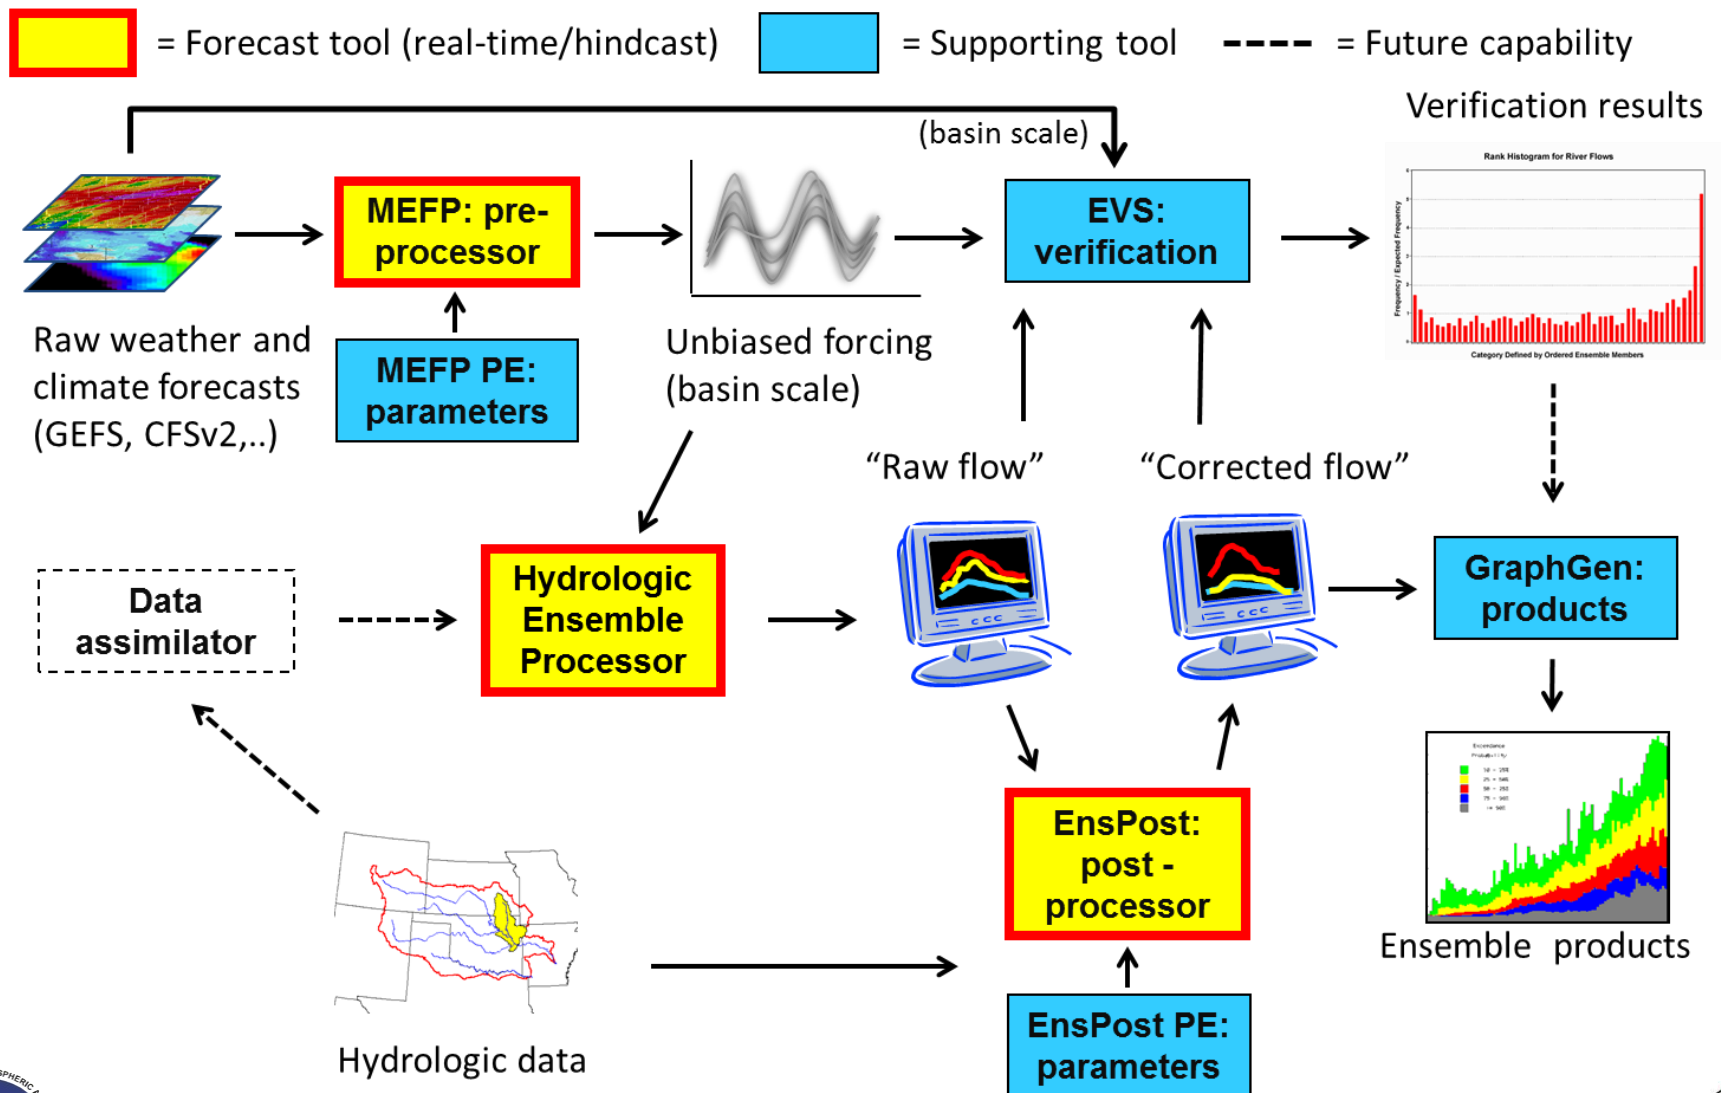 = Forecast tool (real-time/hindcast)
= Supporting tool
= Future capability
Verification results
(basin scale)
Rank Histogram for River Flows
Frequency / Expected Frequency
Category Defined by Ordered Ensemble Members
MEFP: pre-
processor
EVS:
verification
Raw weather and
climate forecasts
(GEFS, CFSv2,..)
MEFP PE:
parameters
Unbiased forcing
(basin scale)
“Raw flow”
“Corrected flow”
Data
assimilator
Hydrologic
Ensemble
Processor
GraphGen:
products
EnsPost:
post -
processor
Exceedance
Probability
Ensemble products
EnsPost PE:
parameters
Hydrologic data